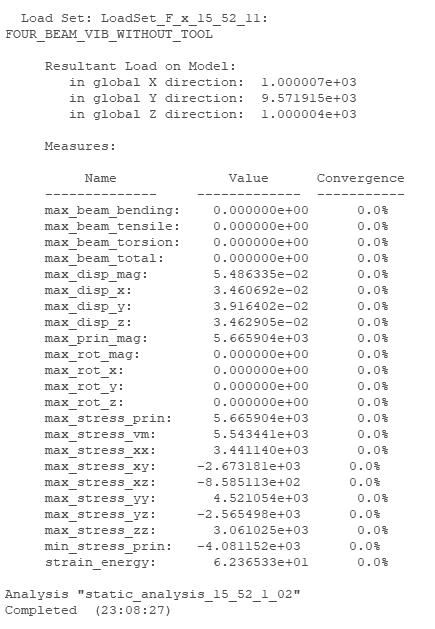 Load Set: LoadSet_F_x_15_52_11:
FOUR_BEAM_VIB_WITHOUT_TOOL
Resultant Load on Model:
in global X direction: 1.000007e+03
in global Y direction: 9.571915e+03
in global Z direction: 1.000004e+03
Measures:
Name Value Convergence
-------------- ------------- -----------
max_beam_bending: 0.000000e+00 0.0%
max_beam_tensile: 0.000000e+00 0.0%
max_beam_torsion: 0.000000e+00 0.0%
max_beam_total: 0.000000e+00 0.0%
max_disp_mag: 5.486335e-02 0.0%
max_disp_x: 3.460692e-02 0.0%
max_disp_y: 3.916402e-02 0.0%
max_disp_z: 3.462905e-02 0.0%
max_prin_mag: 5.665904e+03 0.0%
max_rot_mag: 0.000000e+00 0.0%
max_rot_x: 0.000000e+00 0.0%
max_rot_y: 0.000000e+00 0.0%
max_rot_z: 0.000000e+00 0.0%
max_stress_prin: 5.665904e+03 0.0%
max_stress_vm: 5.543441e+03 0.0%
max_stress_xx: 3.441140e+03 0.0%
max_stress_xy: -2.673181e+03 0.0%
max_stress_xz: -8.585113e+02 0.0%
max_stress_yy: 4.521054e+03 0.0%
max_stress_yz: -2.565498e+03 0.0%
max_stress_zz: 3.061025e+03 0.0%
min_stress_prin: -4.081152e+03 0.0%
strain_energy: 6.236533e+01 0.0%
Analysis "static_analysis_15_52_1_02"
Completed (23:08:27)